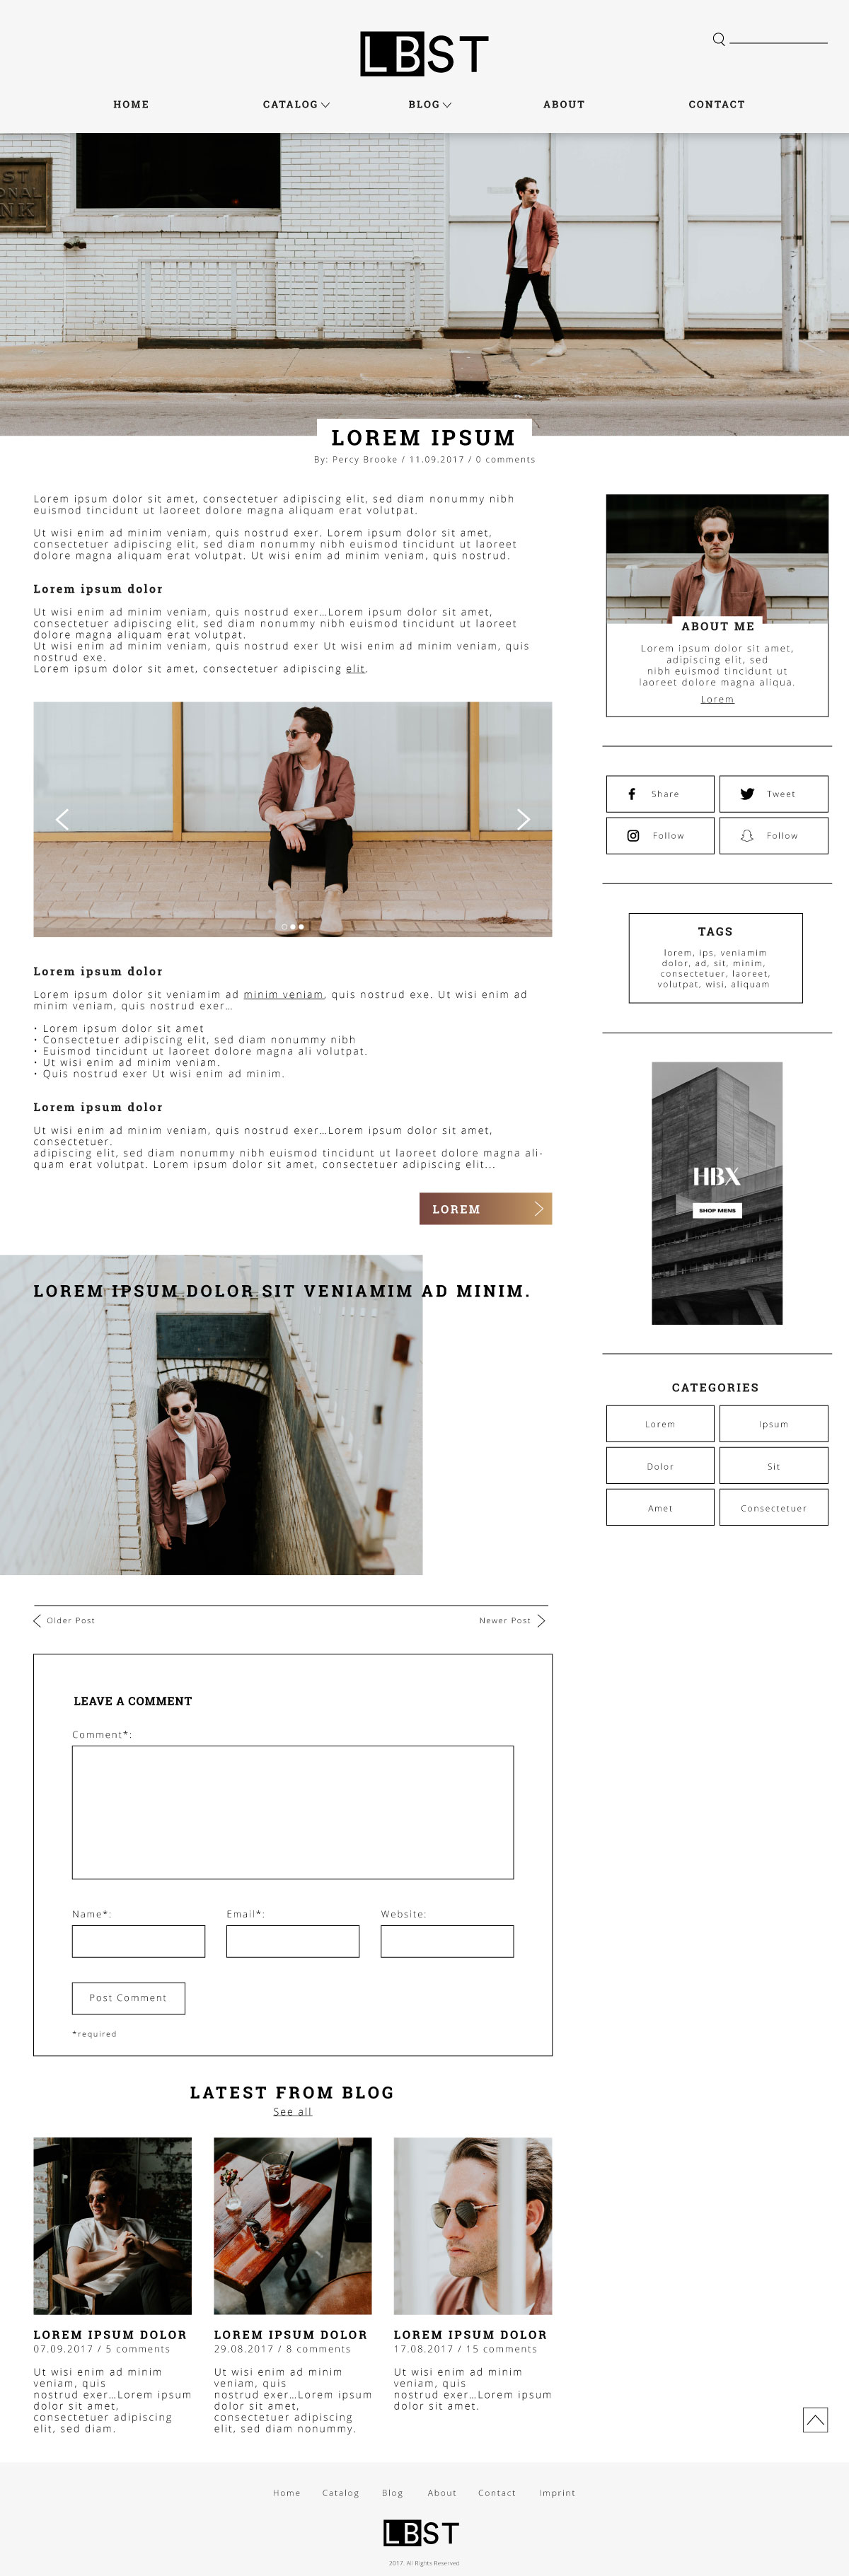 LBST
HOME
CATALOG
BLOG
ABOUT
CONTACT
ST
ONAL
NK
LOREM IPSUM
By: Percy Brooke / 11.09.2017 / 0 comments
Lorem ipsum dolor sit amet, consectetuer adipiscing elit, sed diam nonummy nibh
euismod tincidunt ut laoreet dolore magna aliquam erat volutpat.
Ut wisi enim ad minim veniam, quis nostrud exer. Lorem ipsum dolor sit amet,
consectetuer adipiscing elit, sed diam nonummy nibh euismod tincidunt ut laoreet
dolore magna aliquam erat volutpat. Ut wisi enim ad minim veniam, quis nostrud.
Lorem ipsum dolor
Ut wisi enim ad minim veniam, quis nostrud exer...Lorem ipsum dolor sit amet,
consectetuer adipiscing elit, sed diam nonummy nibh euismod tincidunt ut laoreet
dolore magna aliquam erat volutpat.
Ut wisi enim ad minim veniam, quis nostrud exer Ut wisi enim ad minim veniam, quis
nostrud exe.
Lorem ipsum dolor sit amet, consectetuer adipiscing elit.
Lorem ipsum dolor
Lorem ipsum dolor sit veniamim ad minim veniam, quis nostrud exe. Ut wisi enim ad
minim veniam, quis nostrud exer...
• Lorem ipsum dolor sit amet
• Consectetuer adipiscing elit, sed diam nonummy nibh
• Euismod tincidunt ut laoreet dolore magna ali volutpat.
• Ut wisi enim ad minim veniam.
• Quis nostrud exer Ut wisi enim ad minim.
Lorem ipsum dolor
Ut wisi enim ad minim veniam, quis nostrud exer...Lorem ipsum dolor sit amet,
consectetuer.
adipiscing elit, sed diam nonummy nibh euismod tincidunt ut laoreet dolore magna ali-
quam erat volutpat. Lorem ipsum dolor sit amet, consectetuer adipiscing elit...
LOREM
LOREM IPSUM DOLOR SIT VENIAMIM AD MINIM.
Older Post
Newer Post
ABOUT ME
Lorem ipsum dolor sit amet,
adipiscing elit, sed
nibh euismod tincidunt ut
laoreet dolore magna aliqua.
Lorem
Share
Tweet
Follow
Follow
TAGS
lorem, ips, veniamim
dolor, ad, sit, minim,
consectetuer, laoreet,
volutpat, wisi, aliquam
HBX
SHOP MENS
CATEGORIES
Lorem
Ipsum
Dolor
Sit
Amet
Consectetuer
LEAVE A COMMENT
Comment*:
Name*:
Email*:
Website:
Post Comment
*required
LATEST FROM BLOG
See all
LOREM IPSUM DOLOR
07.09.2017 / 5 comments
Ut wisi enim ad minim
veniam, quis
nostrud exer...Lorem ipsum
dolor sit amet,
consectetuer adipiscing
elit, sed diam.
LOREM IPSUM DOLOR
29.08.2017 / 8 comments
Ut wisi enim ad minim
veniam, quis
nostrud exer...Lorem ipsum
dolor sit amet,
consectetuer adipiscing
elit, sed diam nonummy.
LOREM IPSUM DOLOR
17.08.2017 / 15 comments
Ut wisi enim ad minim
veniam, quis
nostrud exer...Lorem ipsum
dolor sit amet.
Home
Catalog
Blog
About
Contact
Imprint
LBST
2017. All Rights Reserved